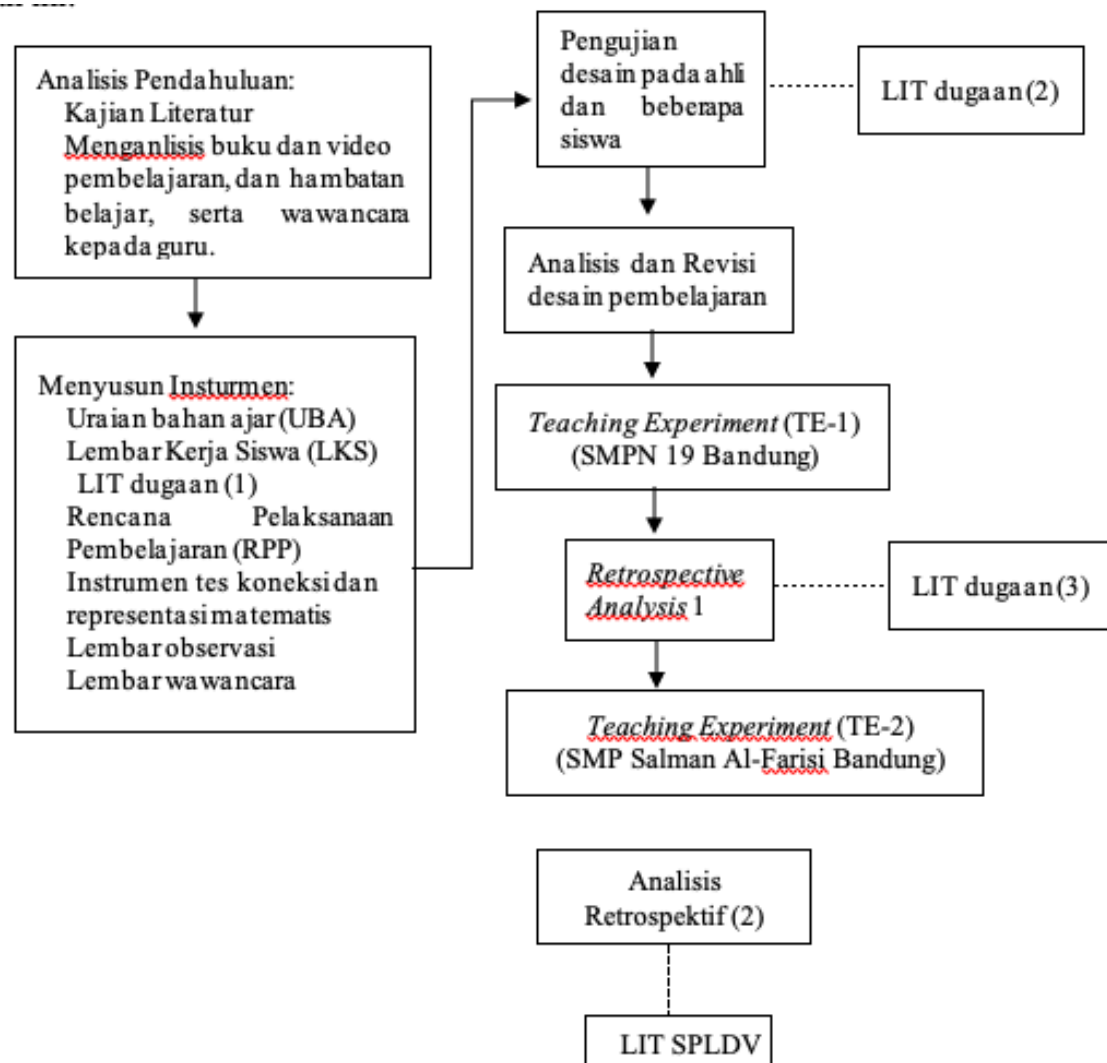 Analisis Pendahuluan:
Kajian Literatur
Menganlisis buku dan video
pembelajaran, dan hambatan
belajar, serta wawancara
kepada guru.
Menyusun Insturmen:
Uraian bahan ajar (UBA)
Lembar Kerja Siswa (LKS)
LIT dugaan (1)
Rencana Pelaksanaan
Pembelajaran (RPP)
Instrumen tes koneksi dan
representasi matematis
Lembar observasi
Lembar wawancara
Pengujian
desain pada ahli
dan beberapa
siswa
LIT dugaan (2)
Analisis dan Revisi
desain pembelajaran
Teaching Experiment (TE-1)
(SMPN 19 Bandung)
Retrospective
Analysis 1
LIT dugaan (3)
Teaching Experiment (TE-2)
(SMP Salman Al-Farisi Bandung)
Analisis
Retrospektif (2)
LIT SPLDV